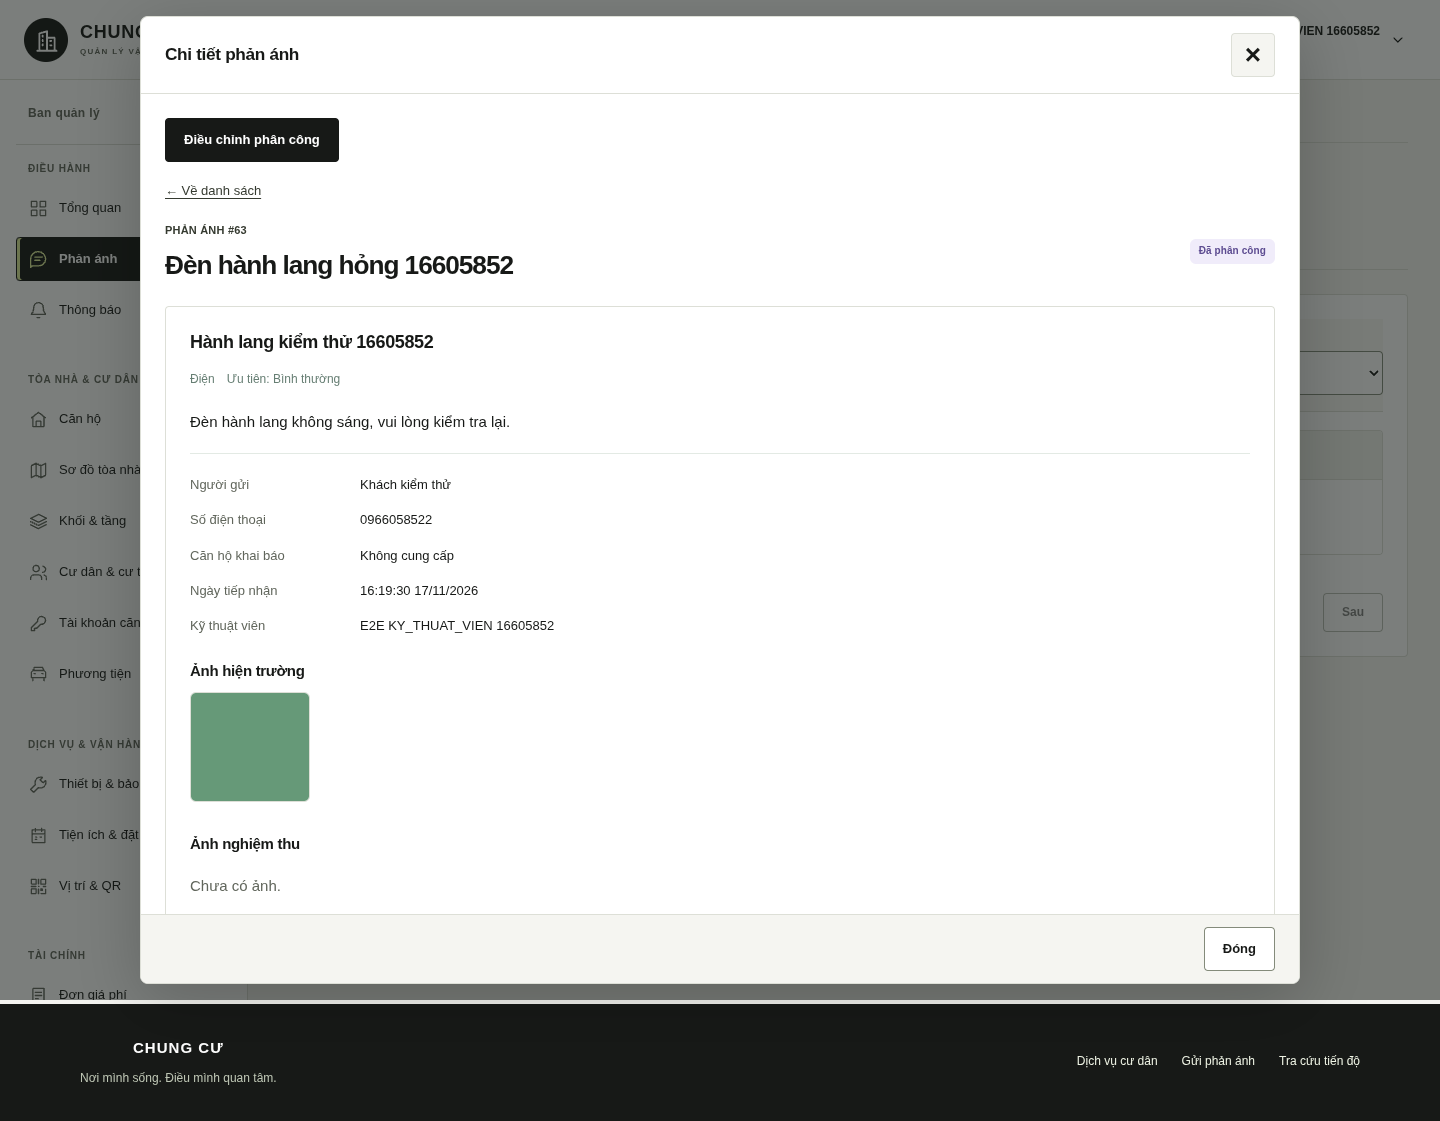 CHUNG
QUẢN LÝ VÀ
VIEN 16605852
Chi tiết phản ánh
Ban quản lý
ĐIỀU HÀNH
Tổng quan
Phản ánh
Thông báo
TÒA NHÀ & CƯ DÂN
Căn hộ
Sơ đồ tòa nhà
Khối & tầng
Cư dân & cư t
Tài khoản căn
Phương tiện
DỊCH VỤ & VẬN HÀN
Thiết bị & bảo
Tiện ích & đặt
Vị trí & QR
TÀI CHÍNH
Đơn giá phí
Điều chỉnh phân công
← Về danh sách
PHẢN ÁNH #63
Đèn hành lang hỏng 16605852
Đã phân công
Hành lang kiểm thử 16605852
Điện Ưu tiên: Bình thường
Đèn hành lang không sáng, vui lòng kiểm tra lại.
Người gửi Khách kiểm thử
Số điện thoại 0966058522
Căn hộ khai báo Không cung cấp
Ngày tiếp nhận 16:19:30 17/11/2026
Kỹ thuật viên E2E KY_THUAT_VIEN 16605852
Ảnh hiện trường
Ảnh nghiệm thu
Chưa có ảnh.
Sau
Đóng
CHUNG CƯ
Nơi mình sống. Điều mình quan tâm.
Dịch vụ cư dân Gửi phản ánh Tra cứu tiến độ